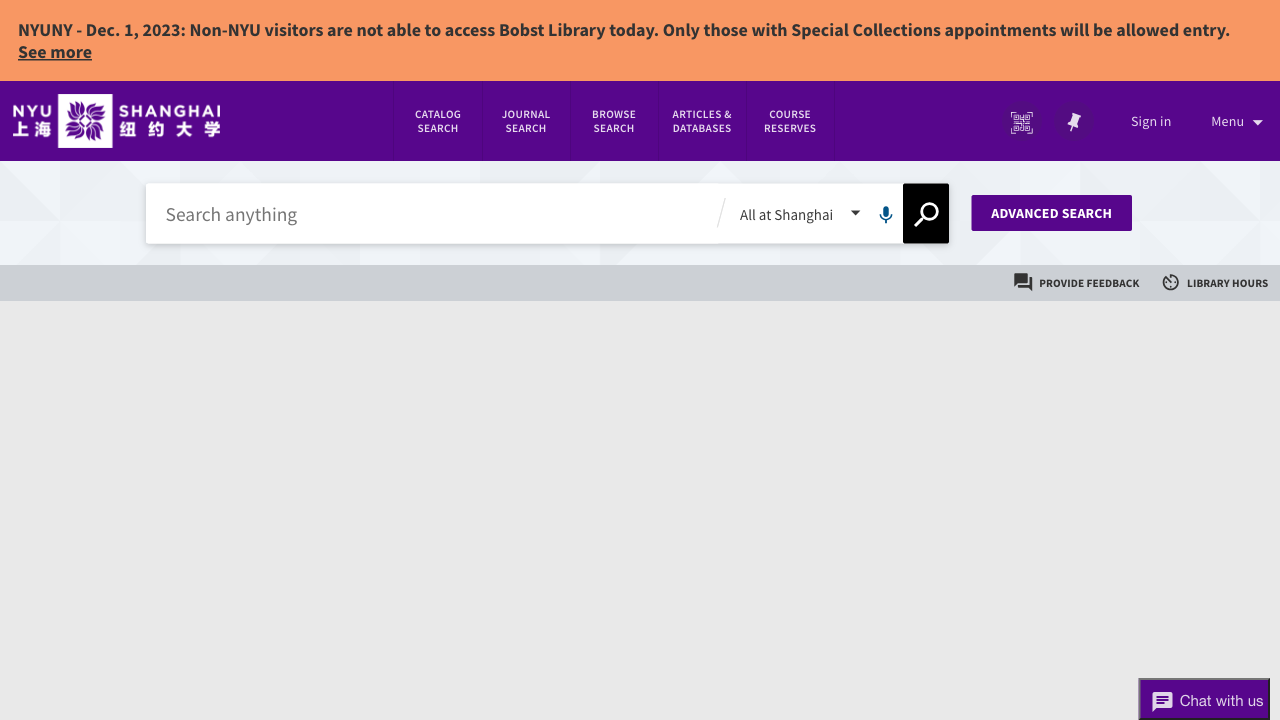 NYUNY - Dec. 1, 2023: Non-NYU visitors are not able to access Bobst Library today. Only those with Special Collections appointments will be allowed entry.
See more
NYU SHANGHAI
上海 纽约大学
CATALOG
SEARCH
JOURNAL
SEARCH
BROWSE
SEARCH
ARTICLES &
DATABASES
COURSE
RESERVES
Sign in
Menu
Search anything
All at Shanghai
ADVANCED SEARCH
PROVIDE FEEDBACK
LIBRARY HOURS
Chat with us